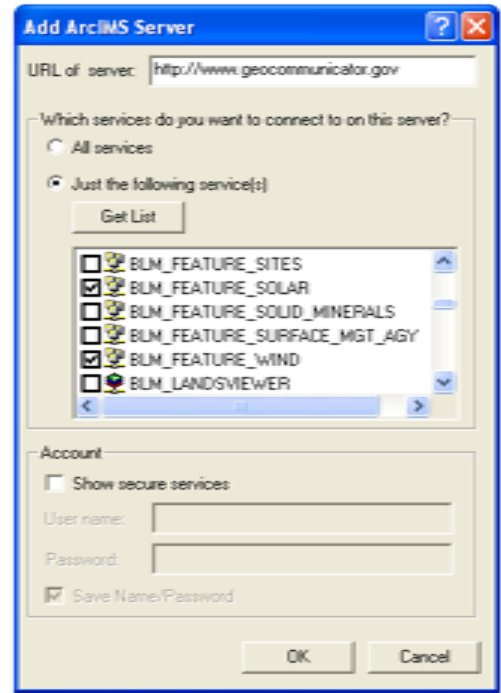 Add ArcIMS Server
URL of server: http://www.geocommunicator.gov
Which services do you want to connect to on this server?
All services
Just the following service(s)
Get List
BLM_FEATURE_SITES
BLM_FEATURE_SOLAR
BLM_FEATURE_SOLID_MINERALS
BLM_FEATURE_SURFACE_MGT_AGY
BLM_FEATURE_WIND
BLM_LANDSVIEWER
Account
Show secure services
User name:
Password:
Save Name/Password
OK Cancel